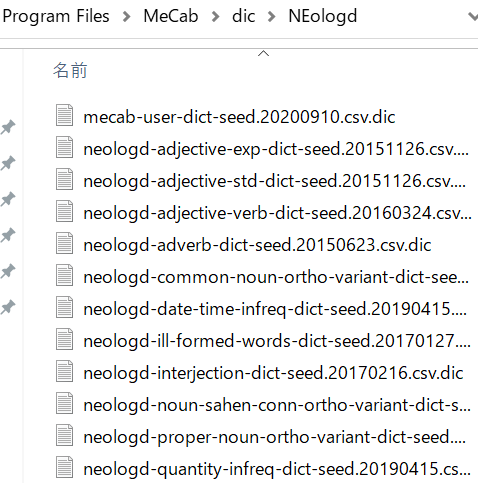 Program Files > MeCab > dic > NEologd
名前
mecab-user-dict-seed.20200910.csv.dic
neologd-adjective-exp-dict-seed.20151126.csv....
neologd-adjective-std-dict-seed.20151126.csv....
neologd-adjective-verb-dict-seed.20160324.csv...
neologd-adverb-dict-seed.20150623.csv.dic
neologd-common-noun-ortho-variant-dict-see...
neologd-date-time-infreq-dict-seed.20190415....
neologd-ill-formed-words-dict-seed.20170127....
neologd-interjection-dict-seed.20170216.csv.dic
neologd-noun-sahen-conn-ortho-variant-dict-s...
neologd-proper-noun-ortho-variant-dict-seed....
neologd-quantity-infreq-dict-seed.20190415.cs...